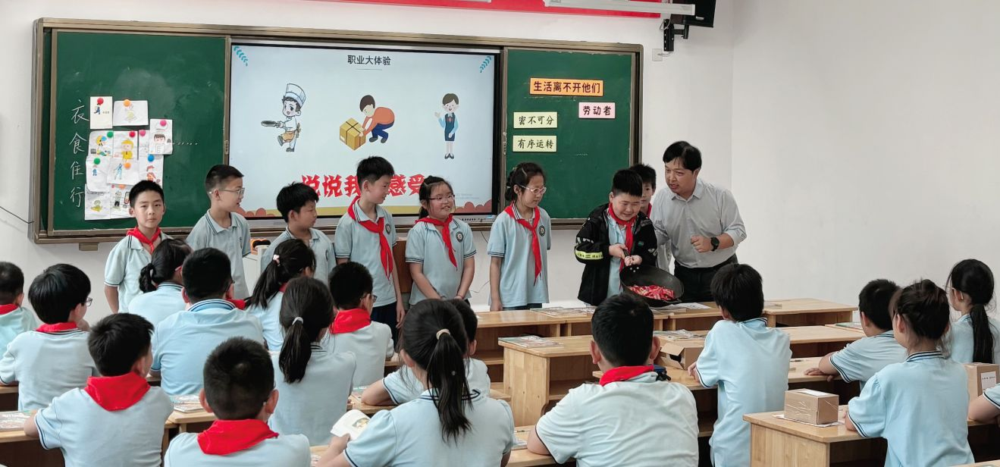 衣
食
住
行
......
职业大体验
说说我
感受
生活离不开他们
劳动者
密不可分
有序运转